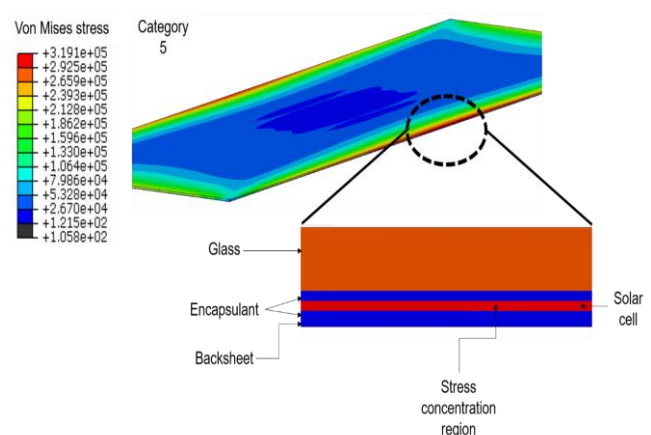 Von Mises stress
Category
5
+3.191e+05
+2.925e+05
+2.659e+05
+2.393e+05
+2.128e+05
+1.862e+05
+1.596e+05
+1.330e+05
+1.064e+05
+7.986e+04
+5.328e+04
+2.670e+04
+1.215e+02
+1.058e+02
Glass
Encapsulant
Solar
cell
Backsheet
Stress
concentration
region